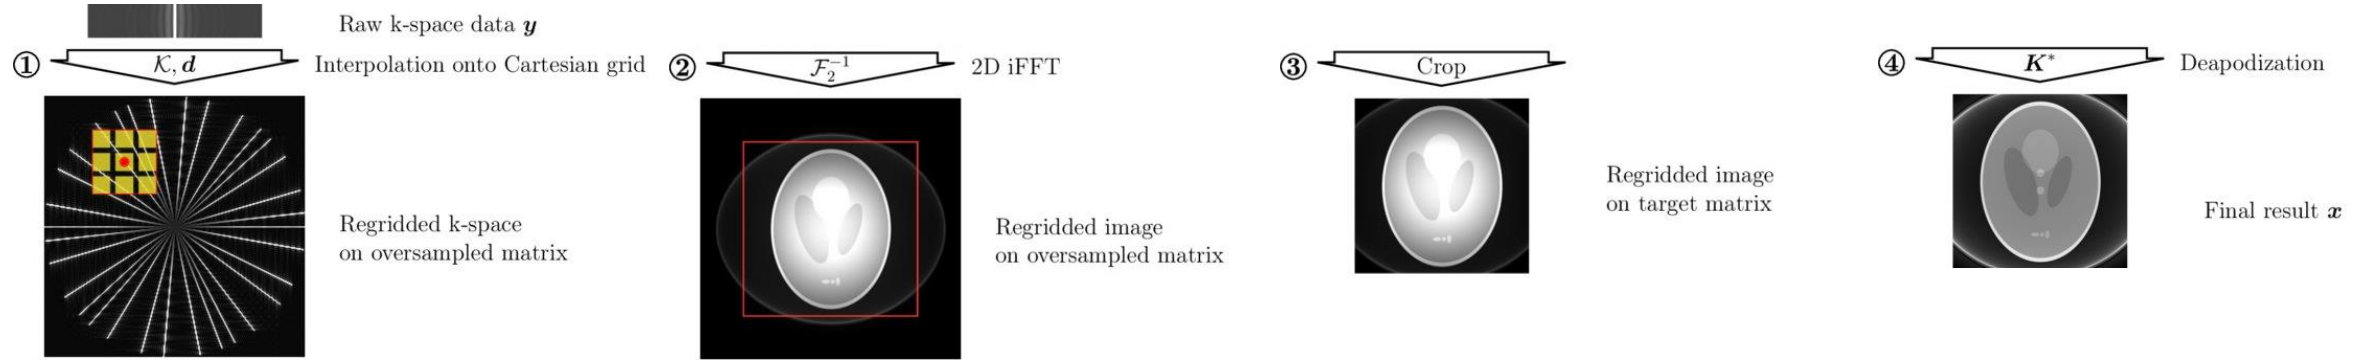 Raw k-space data y
① 𝒦, d Interpolation onto Cartesian grid
Regridded k-space
on oversampled matrix
② ℱ₂⁻¹ 2D iFFT
Regridded image
on oversampled matrix
③ Crop
Regridded image
on target matrix
④ K* Deapodization
Final result x